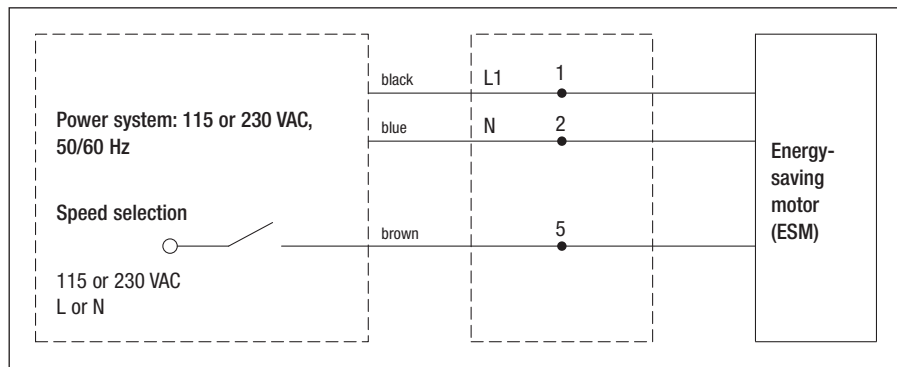 black
L1
1
Power system: 115 or 230 VAC,
50/60 Hz
blue
N
2
Energy-
saving
motor
(ESM)
Speed selection
brown
5
115 or 230 VAC
L or N